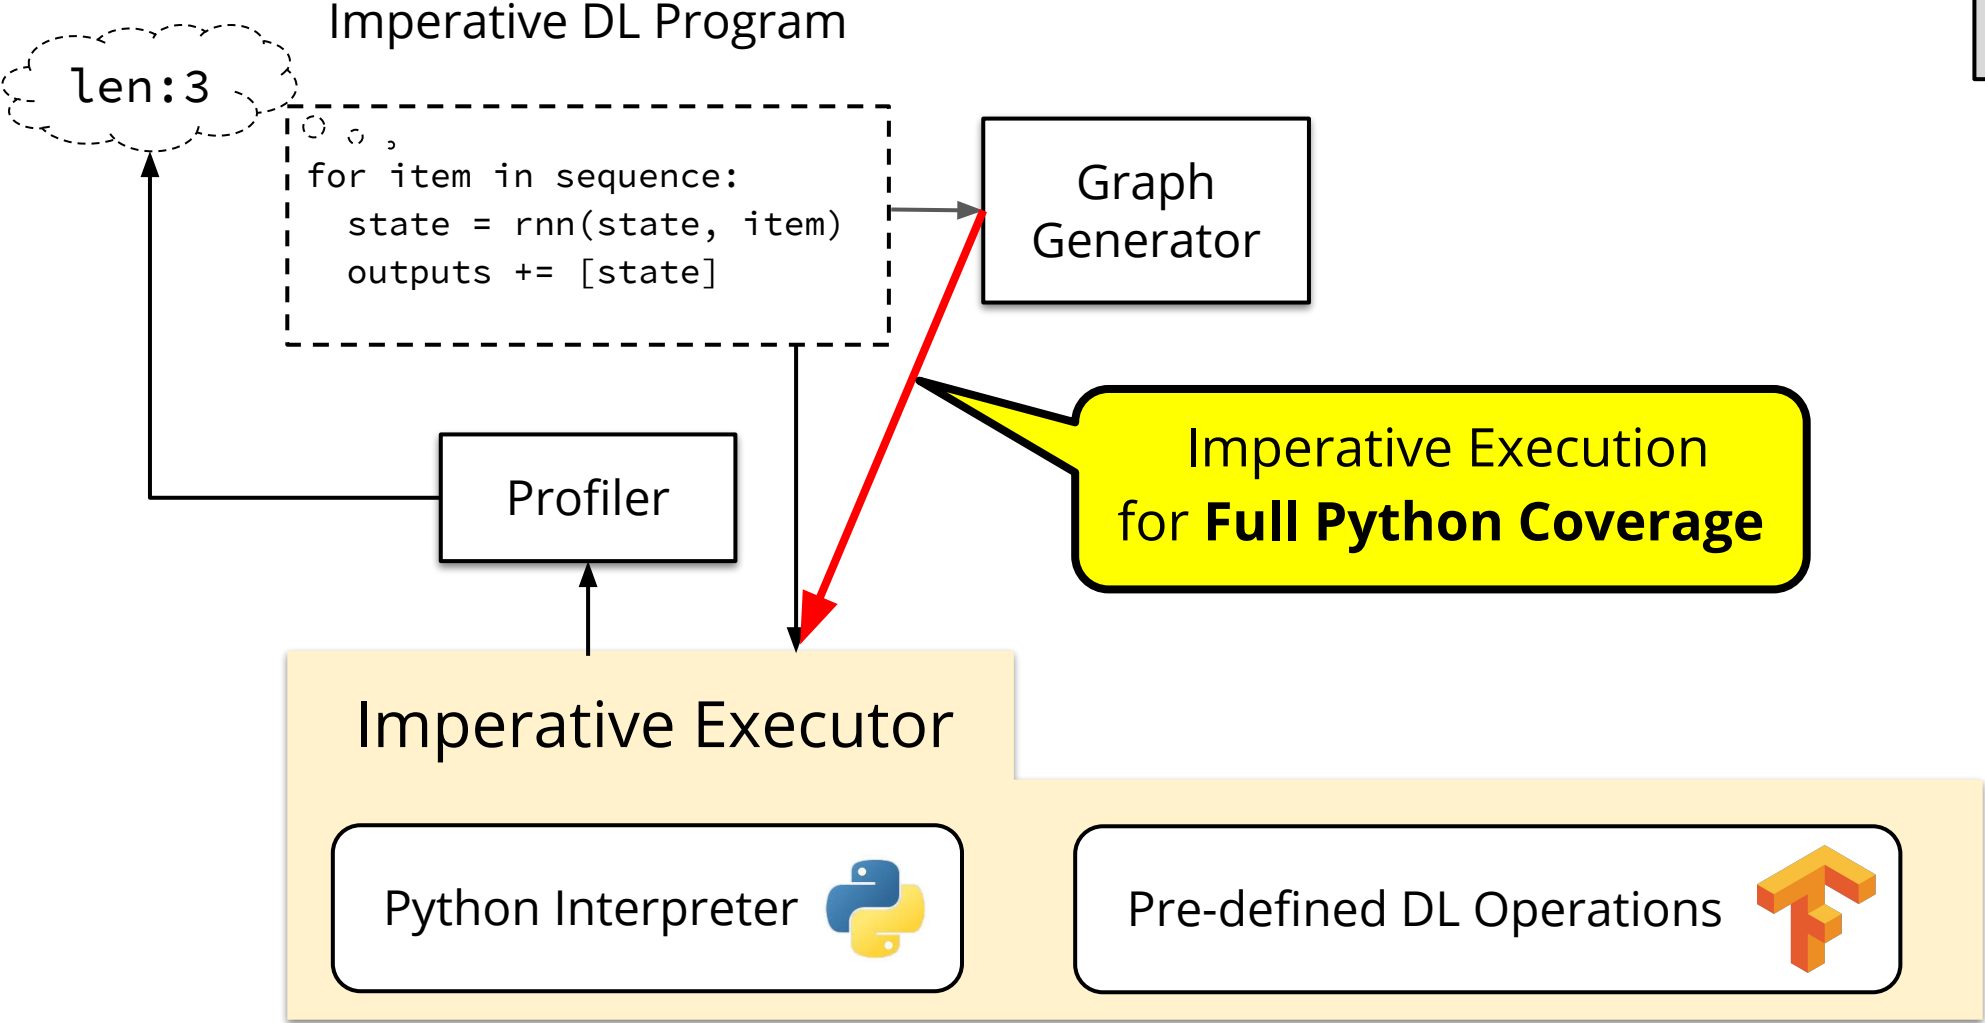 Imperative DL Program
len:3
for item in sequence:
  state = rnn(state, item)
  outputs += [state]
Graph
Generator
Imperative Execution
for Full Python Coverage
Profiler
Imperative Executor
Python Interpreter
Pre-defined DL Operations